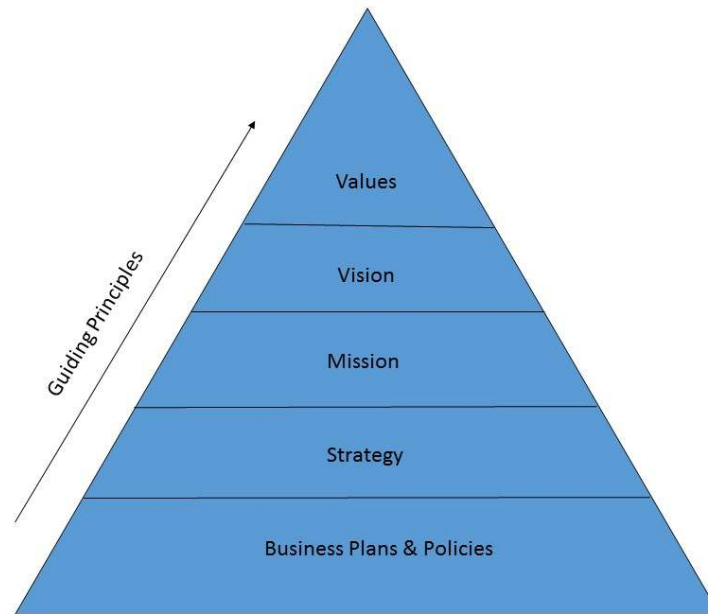 Values
Guiding Principles
Vision
Mission
Strategy
Business Plans & Policies